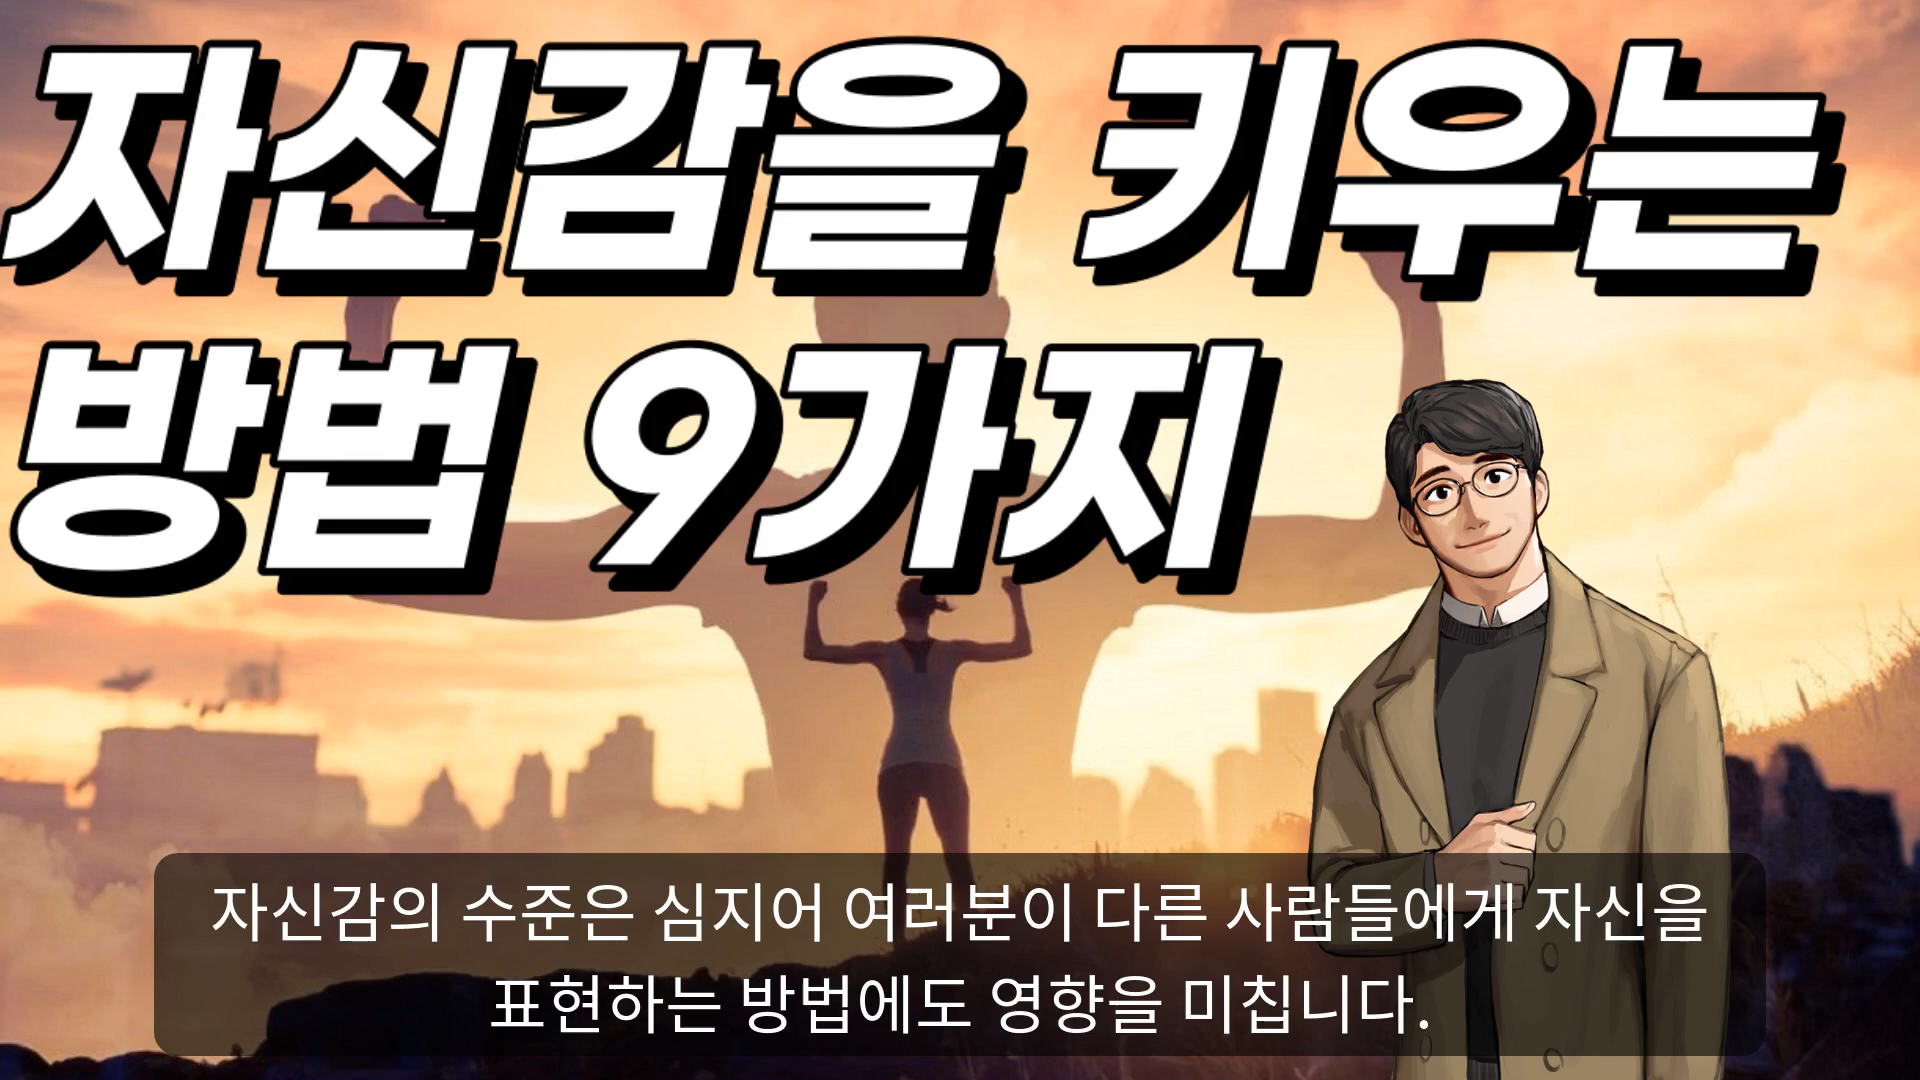 자신감을 키우는
방법 9가지
자신감의 수준은 심지어 여러분이 다른 사람들에게 자신을
표현하는 방법에도 영향을 미칩니다.